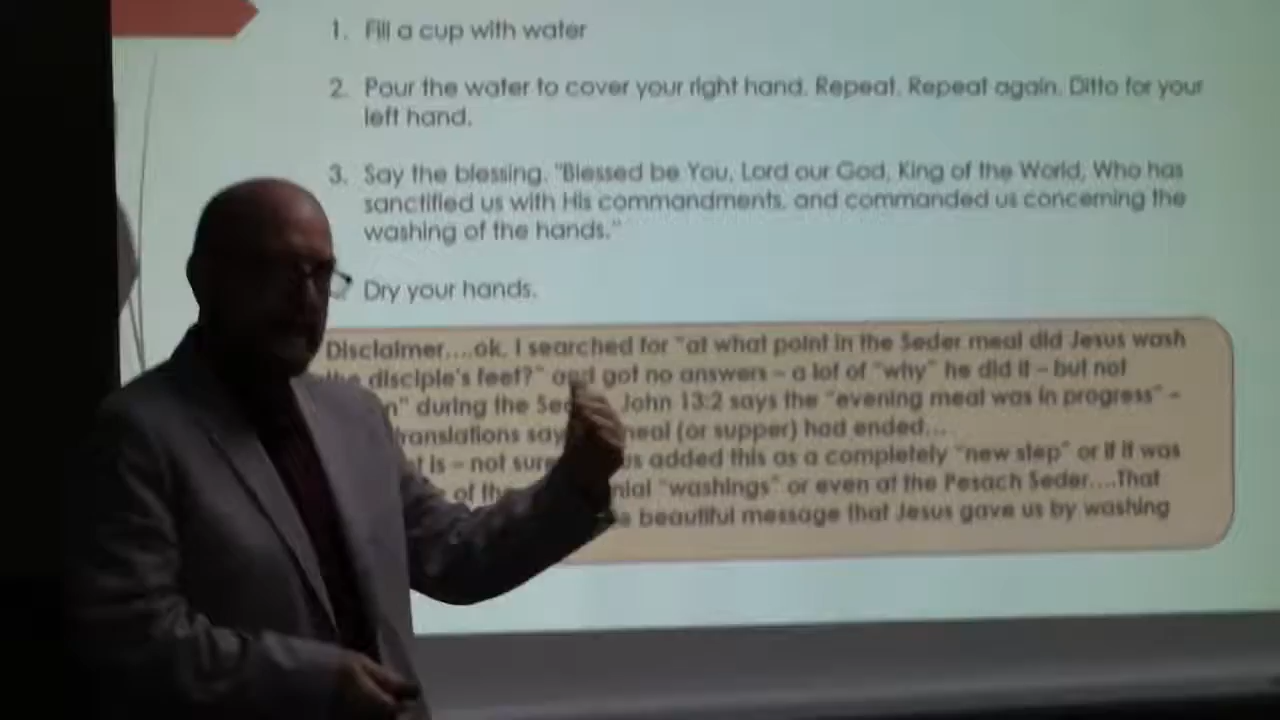 1. Fill a cup with water
2. Pour the water to cover your right hand. Repeat. Repeat again. Ditto for your
left hand.
3. Say the blessing. "Blessed be You, Lord our God, King of the World, Who has
sanctified us with His commandments, and commanded us concerning the
washing of the hands."
Dry your hands.
Disclaimer....ok, I searched for "at what point in the Seder meal did Jesus wash
disciple's feet?" and got no answers – a lot of "why" he did it – but not
during the John 13:2 says the "evening meal was in progress" –
translations say meal (or supper) had ended...
is – not added this as a completely "new step" or if it was
of "washings" or even at the Pesach Seder....That
beautiful message that Jesus gave us by washing